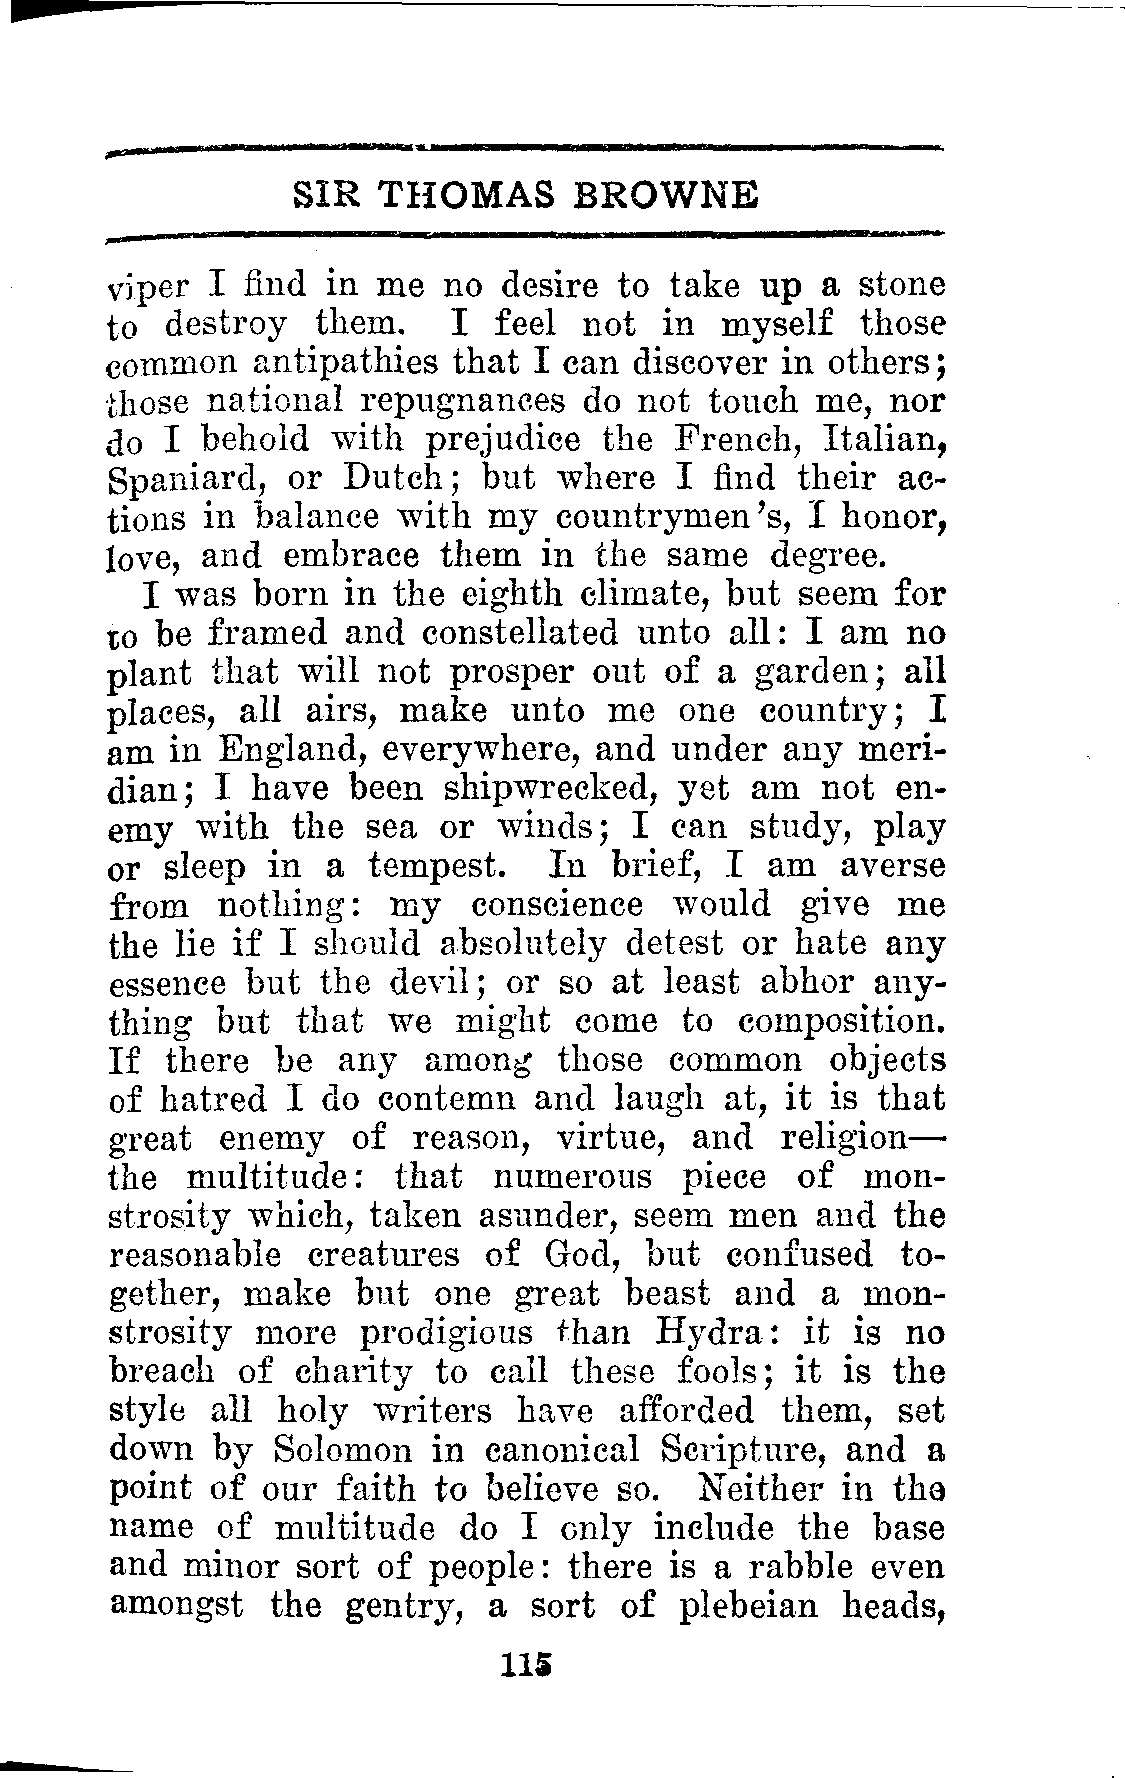 SIR THOMAS BROWNE
viper I find in me no desire to take up a stone
to destroy them. I feel not in myself those
common antipathies that I can discover in others;
those national repugnances do not touch me, nor
do I behold with prejudice the French, Italian,
Spaniard, or Dutch; but where I find their ac-
tions in balance with my countrymen's, I honor,
love, and embrace them in the same degree.
I was born in the eighth climate, but seem for
to be framed and constellated unto all: I am no
plant that will not prosper out of a garden; all
places, all airs, make unto me one country; I
am in England, everywhere, and under any meri-
dian; I have been shipwrecked, yet am not en-
emy with the sea or winds; I can study, play
or sleep in a tempest. In brief, I am averse
from nothing: my conscience would give me
the lie if I should absolutely detest or hate any
essence but the devil; or so at least abhor any-
thing but that we might come to composition.
If there be any among those common objects
of hatred I do contemn and laugh at, it is that
great enemy of reason, virtue, and religion—
the multitude: that numerous piece of mon-
strosity which, taken asunder, seem men and the
reasonable creatures of God, but confused to-
gether, make but one great beast and a mon-
strosity more prodigious than Hydra: it is no
breach of charity to call these fools; it is the
style all holy writers have afforded them, set
down by Solomon in canonical Scripture, and a
point of our faith to believe so. Neither in the
name of multitude do I only include the base
and minor sort of people: there is a rabble even
amongst the gentry, a sort of plebeian heads,
115